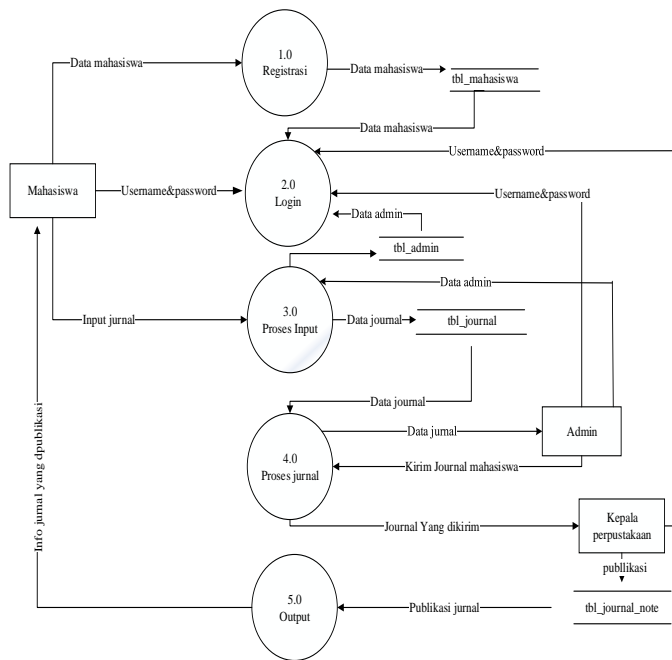 1.0
Registrasi
Data mahasiswa
Data mahasiswa
tbl_mahasiswa
Data mahasiswa
Username&password
2.0
Login
Mahasiswa
Username&password
Username&password
Data admin
tbl_admin
Data admin
3.0
Proses Input
Input jurnal
Data journal
tbl_journal
Data journal
Data jurnal
Admin
4.0
Proses jurnal
Kirim Journal mahasiswa
Info jurnal yang dpublikasi
Journal Yang dikirim
Kepala
perpustakaan
publlikasi
5.0
Output
Publikasi jurnal
tbl_journal_note